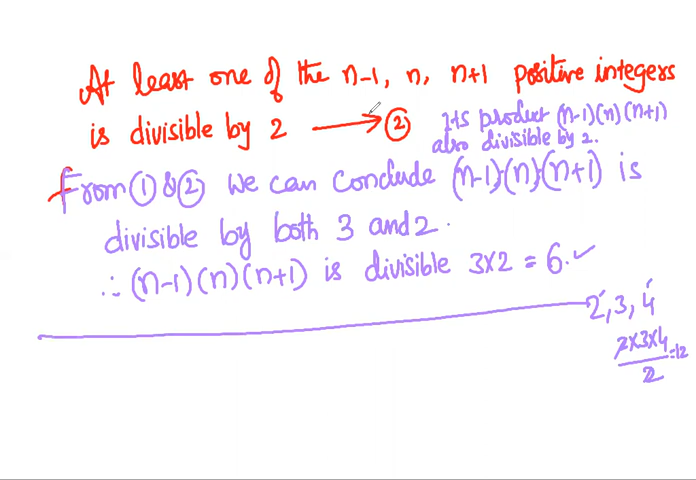 At least one of the n-1, n, n+1 positive integers
is divisible by 2 ⟶ ②
Its product (n-1)(n)(n+1)
also divisible by 2.
From ① & ② we can conclude (n-1)·(n)·(n+1) is
divisible by both 3 and 2.
∴ (n-1)(n)(n+1) is divisible 3×2 = 6. ✓
2, 3, 4
2×3×4
=12
2